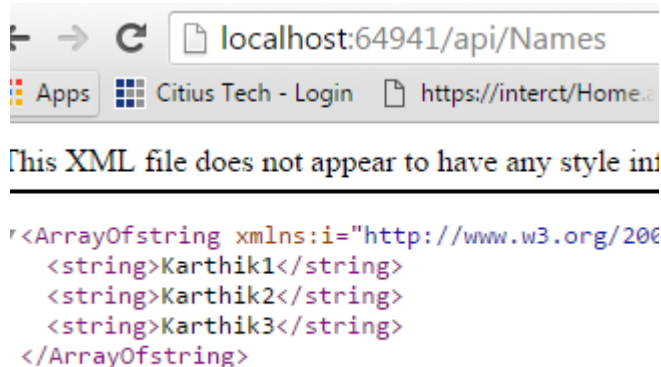 localhost:64941/api/Names
Apps Citius Tech - Login https://interct/Home.a
This XML file does not appear to have any style inf
<ArrayOfstring xmlns:i="http://www.w3.org/200
<string>Karthik1</string>
<string>Karthik2</string>
<string>Karthik3</string>
</ArrayOfstring>